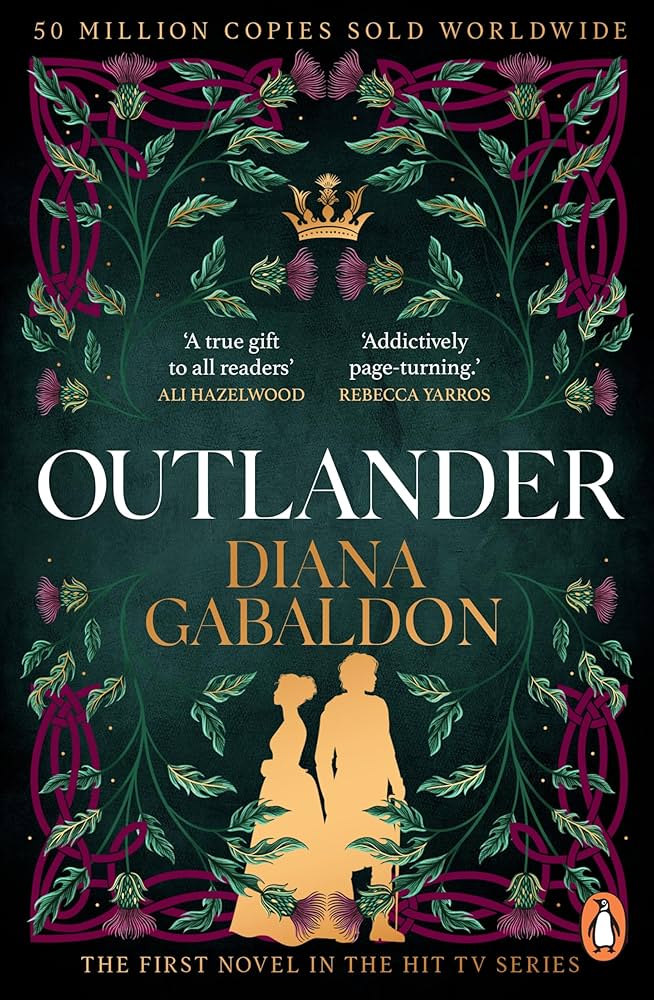 50 MILLION COPIES SOLD WORLDWIDE
‘A true gift
to all readers’
ALI HAZELWOOD
‘Addictively
page-turning.’
REBECCA YARROS
OUTLANDER
DIANA
GABALDON
THE FIRST NOVEL IN THE HIT TV SERIES